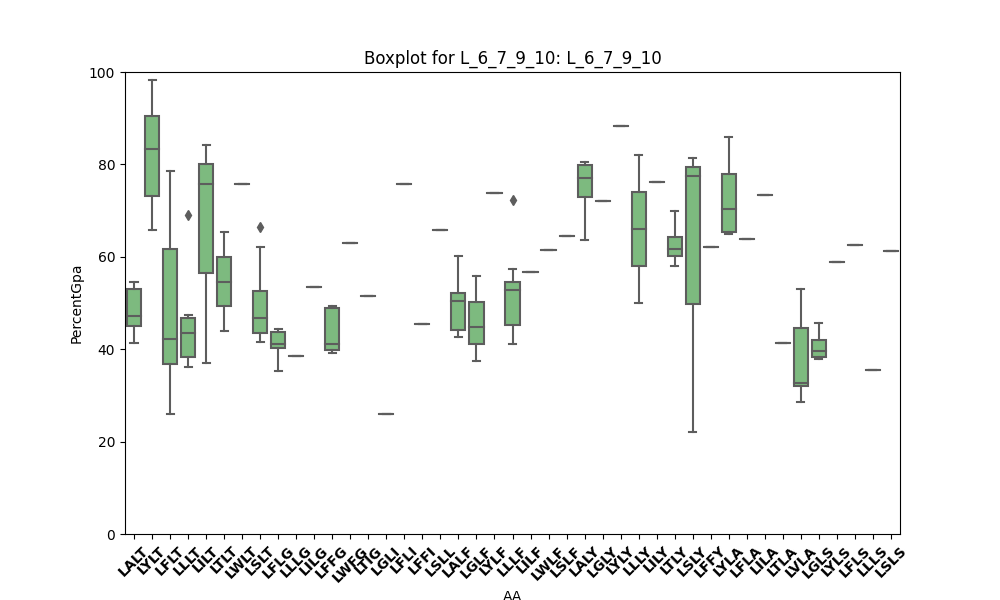 Boxplot for L_6_7_9_10: L_6_7_9_10
PercentGpa
100
80
60
40
20
0
LALT
LYLT
LFLT
LLLT
LILT
LTLT
LWLT
LSLT
LFLG
LLLG
LILG
LFFG
LWFG
LTIG
LGLI
LFLI
LFFI
LSLL
LALF
LGLF
LYLF
LLLF
LILF
LWLF
LSLF
LALY
LGLY
LYLY
LLLY
LILY
LTLY
LSLY
LFFY
LYLA
LFLA
LILA
LTLA
LVLA
LGLS
LYLS
LFLS
LLLS
LSLS
AA